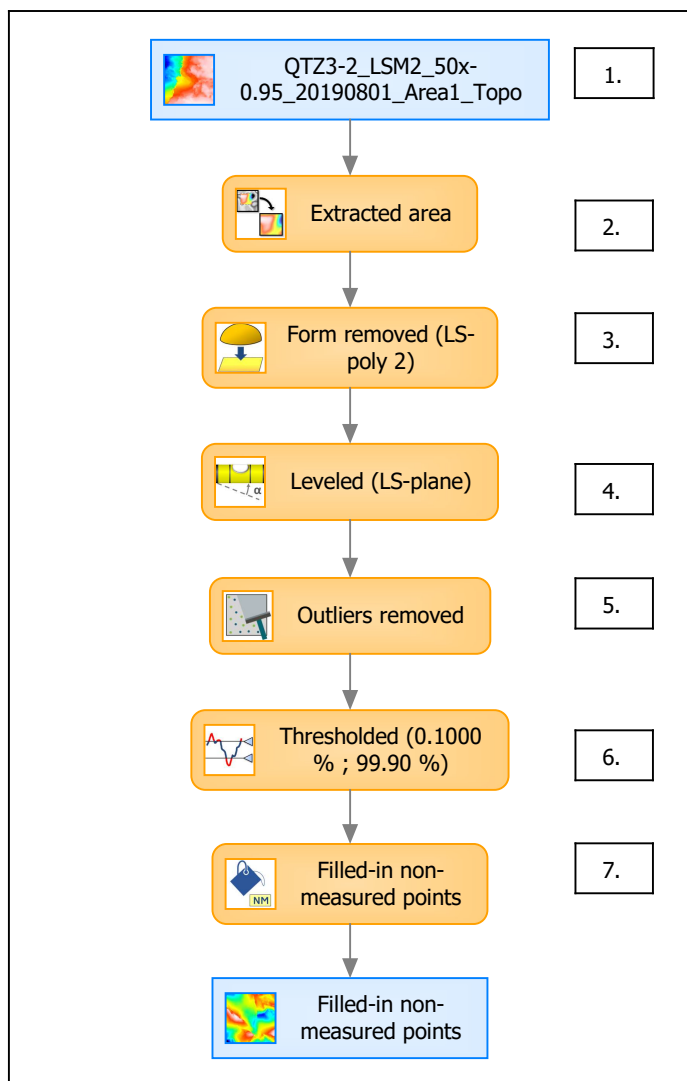 QTZ3-2_LSM2_50x-
0.95_20190801_Area1_Topo
1.
Extracted area
2.
Form removed (LS-
poly 2)
3.
α
Leveled (LS-plane)
4.
Outliers removed
5.
Thresholded (0.1000
% ; 99.90 %)
6.
Filled-in non-
measured points
NM
7.
Filled-in non-
measured points